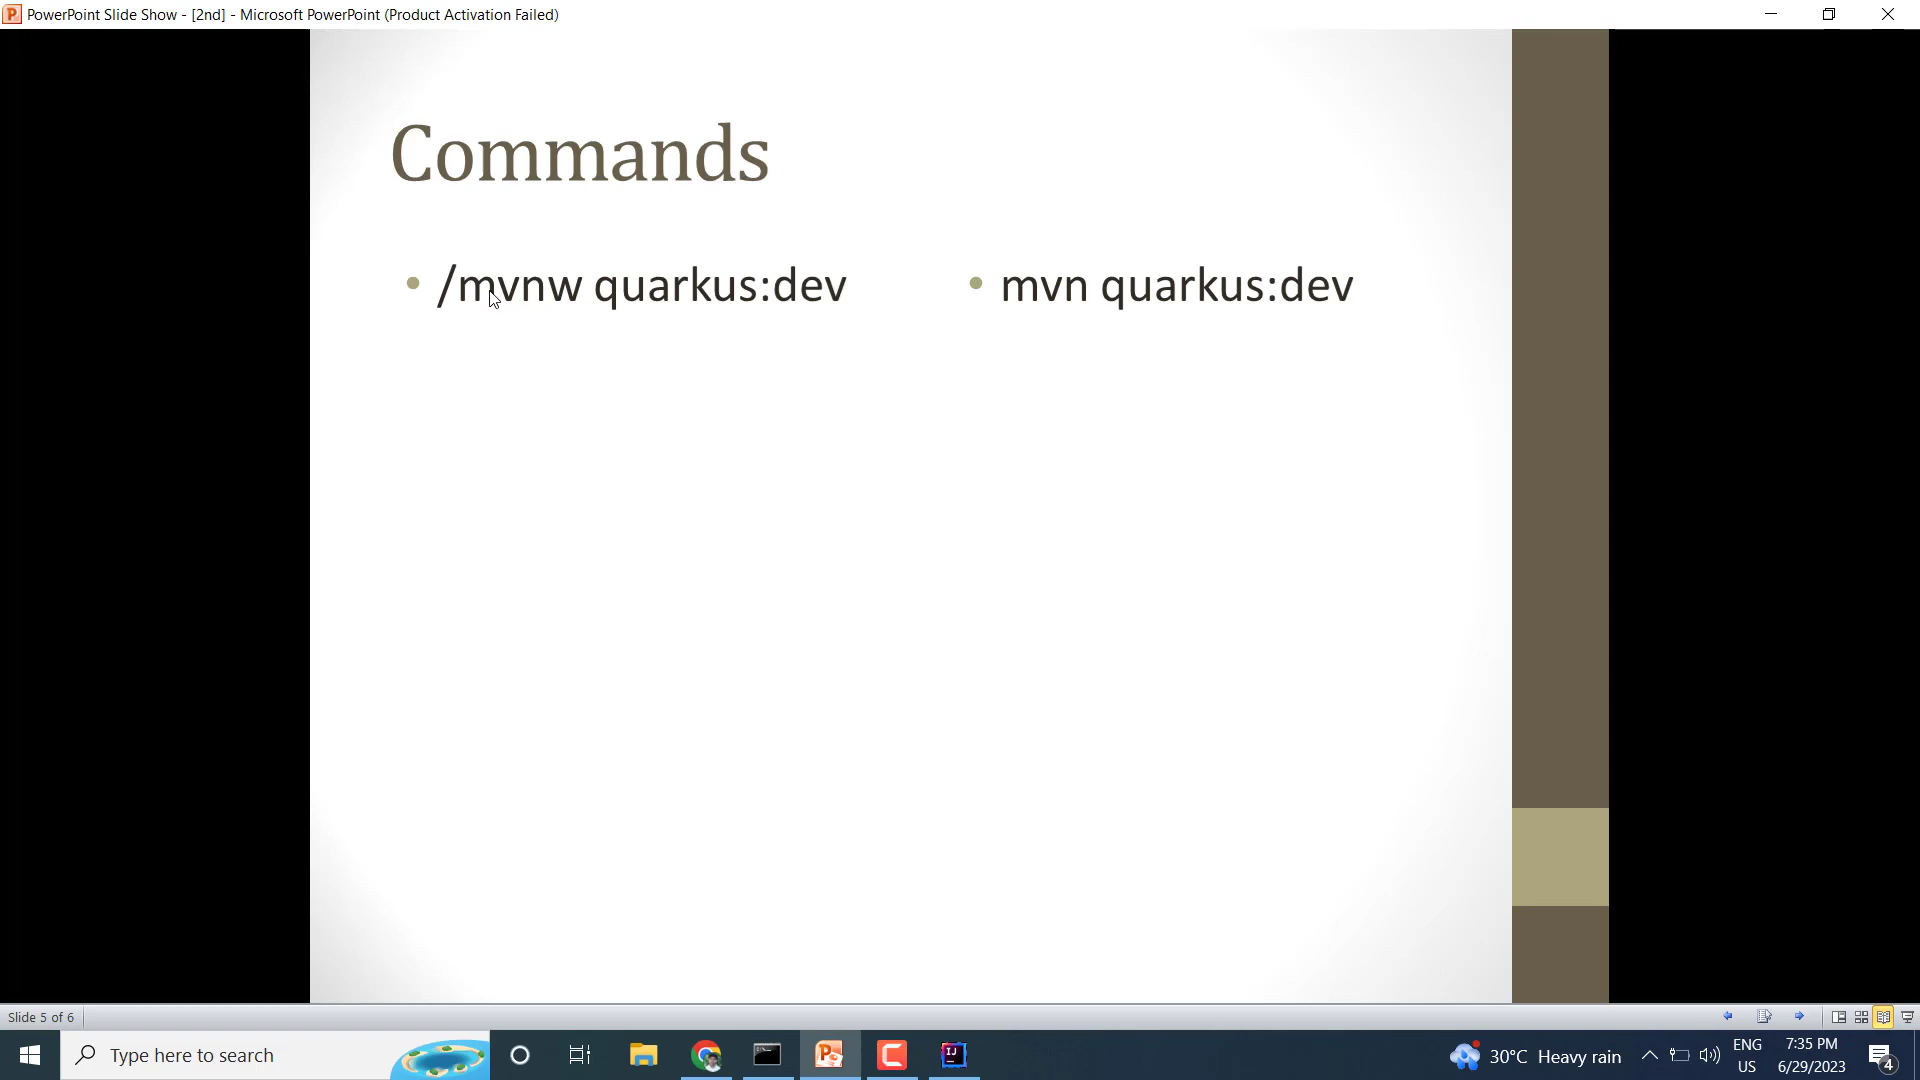 PowerPoint Slide Show - [2nd] - Microsoft PowerPoint (Product Activation Failed)
Commands
• /mvnw quarkus:dev
• mvn quarkus:dev
Slide 5 of 6
Type here to search
30°C Heavy rain
ENG
US
7:35 PM
6/29/2023
4